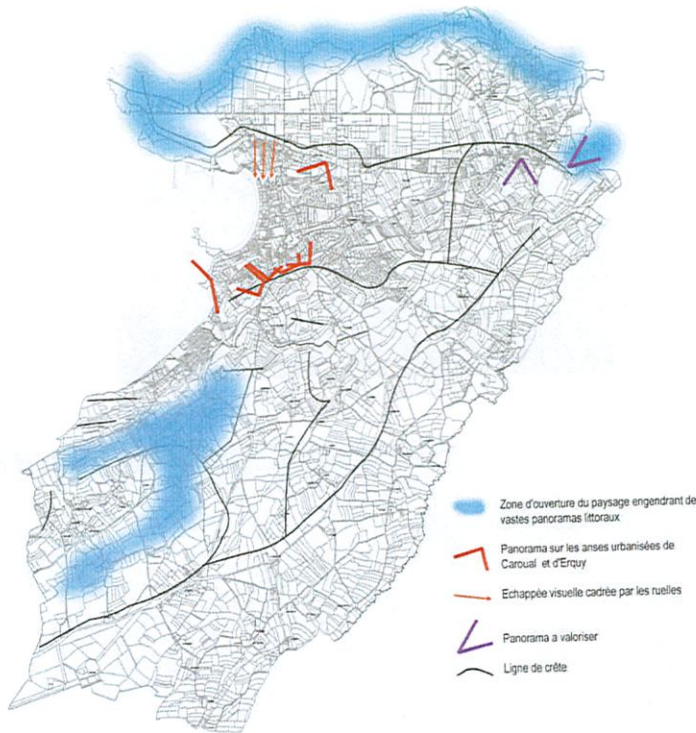 Zone d'ouverture du paysage engendrant de
vastes panoramas littoraux
Panorama sur les anses urbanisées de
Caroual et d'Erquy
Echappée visuelle cadrée par les ruelles
Panorama a valoriser
Ligne de crête